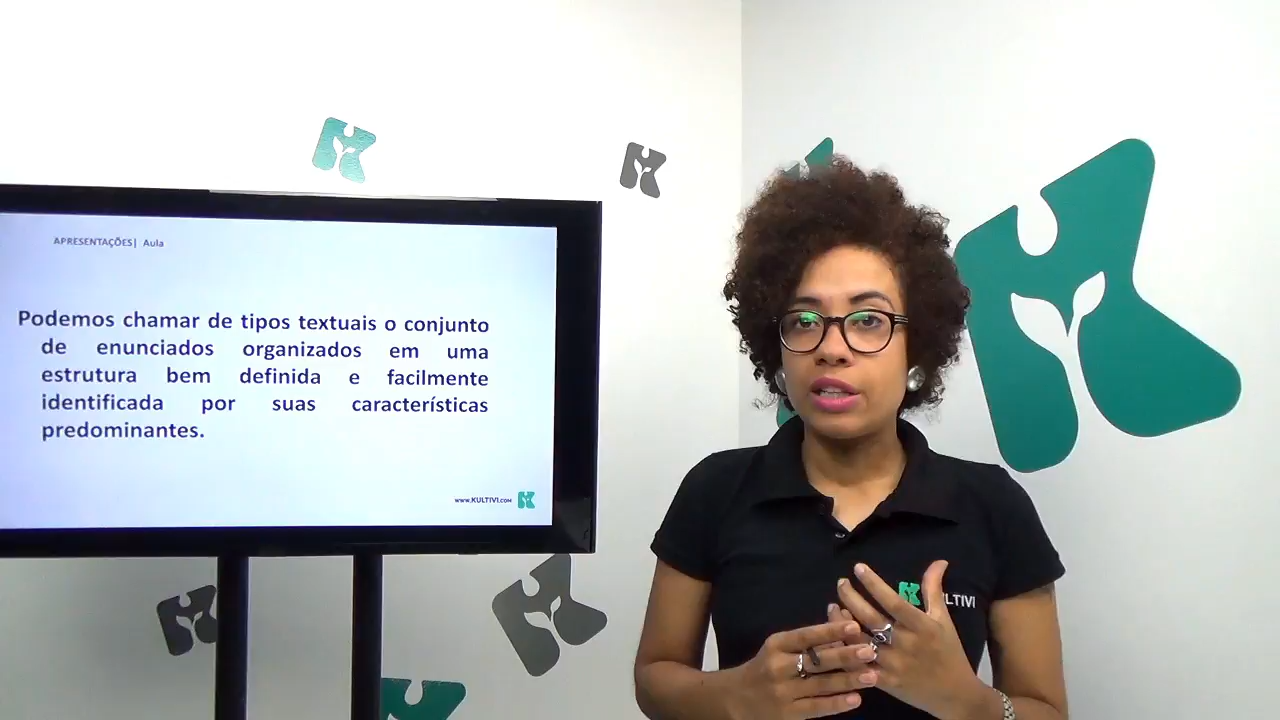 APRESENTAÇÕES| Aula
Podemos chamar de tipos textuais o conjunto
de enunciados organizados em uma
estrutura bem definida e facilmente
identificada por suas características
predominantes.
www.KULTIVI.COM